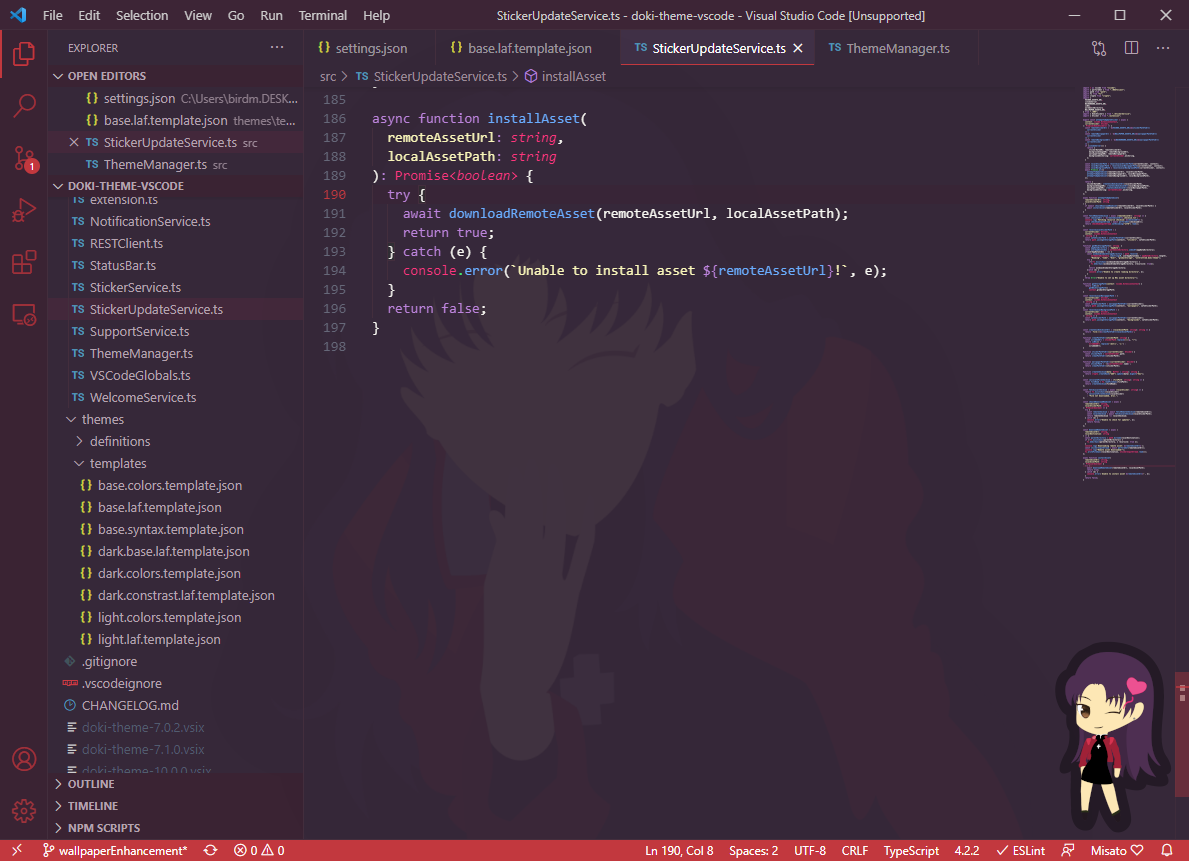 File Edit Selection View Go Run Terminal Help StickerUpdateService.ts - doki-theme-vscode - Visual Studio Code [Unsupported]
EXPLORER ···
OPEN EDITORS
{} settings.json C:\Users\birdm.DESK...
{} base.laf.template.json themes\te...
TS StickerUpdateService.ts src
TS ThemeManager.ts src
DOKI-THEME-VSCODE
TS extension.ts
TS NotificationService.ts
TS RESTClient.ts
TS StatusBar.ts
TS StickerService.ts
TS StickerUpdateService.ts
TS SupportService.ts
TS ThemeManager.ts
TS VSCodeGlobals.ts
TS WelcomeService.ts
themes
definitions
templates
{} base.colors.template.json
{} base.laf.template.json
{} base.syntax.template.json
{} dark.base.laf.template.json
{} dark.colors.template.json
{} dark.constrast.laf.template.json
{} light.colors.template.json
{} light.laf.template.json
.gitignore
.vscodeignore
CHANGELOG.md
doki-theme-7.0.2.vsix
doki-theme-7.1.0.vsix
doki-theme-10.0.0.vsix
OUTLINE
TIMELINE
NPM SCRIPTS
1
{} settings.json {} base.laf.template.json TS StickerUpdateService.ts TS ThemeManager.ts
src > TS StickerUpdateService.ts > installAsset
185
186 async function installAsset(
187 remoteAssetUrl: string,
188 localAssetPath: string
189 ): Promise<boolean> {
190 try {
191 await downloadRemoteAsset(remoteAssetUrl, localAssetPath);
192 return true;
193 } catch (e) {
194 console.error(`Unable to install asset ${remoteAssetUrl}!`, e);
195 }
196 return false;
197 }
198
wallpaperEnhancement* 0 0 Ln 190, Col 8 Spaces: 2 UTF-8 CRLF TypeScript 4.2.2 ESLint Misato